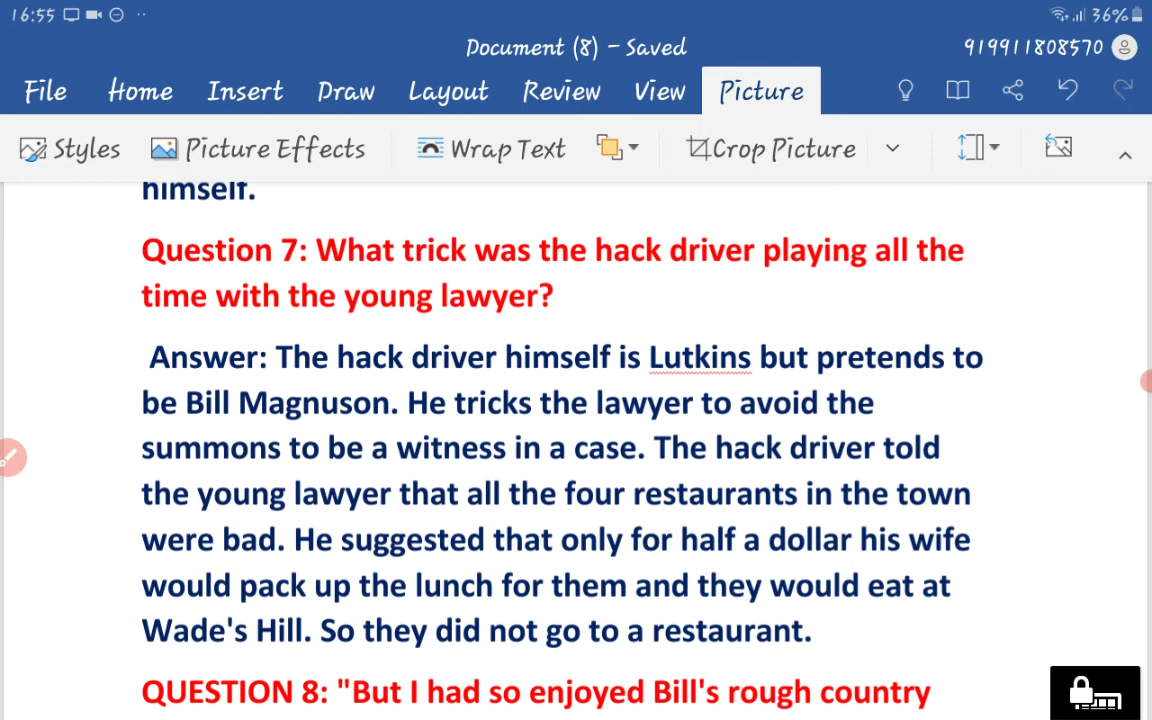 16:55
36%
Document (8) – Saved
919911808570
File Home Insert Draw Layout Review View Picture
Styles Picture Effects Wrap Text Crop Picture
himself.
Question 7: What trick was the hack driver playing all the
time with the young lawyer?
Answer: The hack driver himself is Lutkins but pretends to
be Bill Magnuson. He tricks the lawyer to avoid the
summons to be a witness in a case. The hack driver told
the young lawyer that all the four restaurants in the town
were bad. He suggested that only for half a dollar his wife
would pack up the lunch for them and they would eat at
Wade's Hill. So they did not go to a restaurant.
QUESTION 8: "But I had so enjoyed Bill's rough country